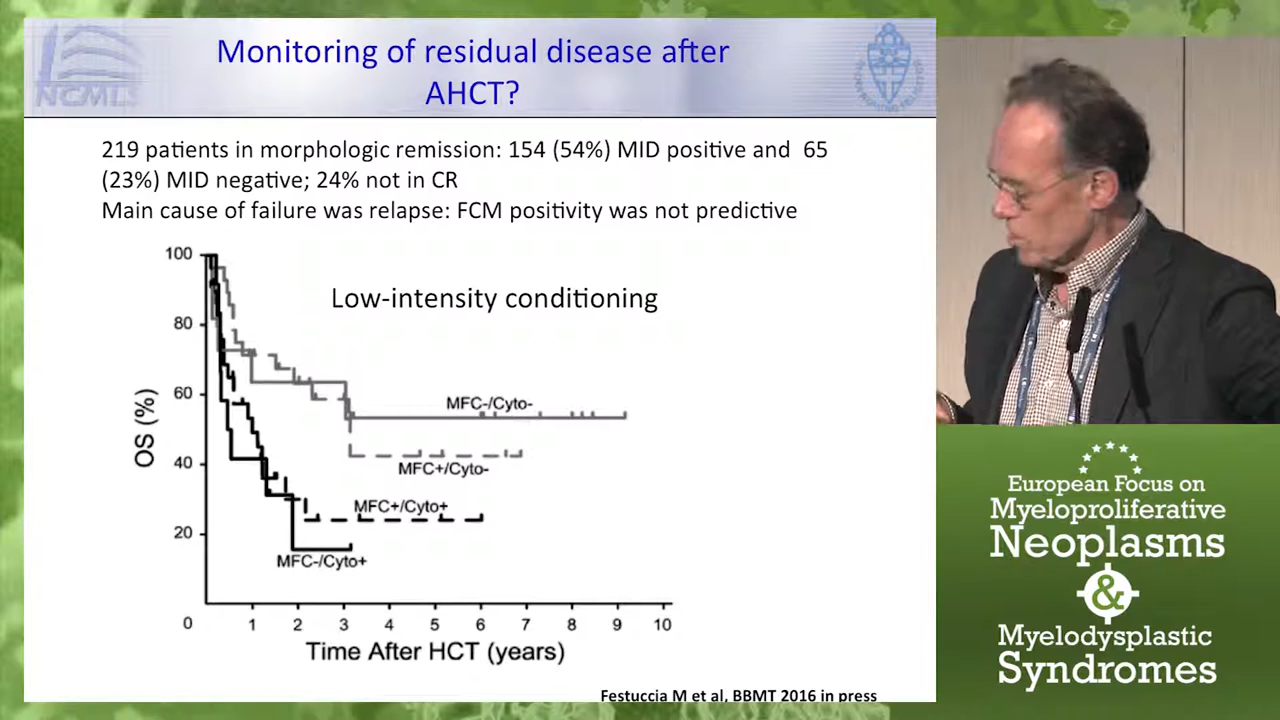 Monitoring of residual disease after
AHCT?
NCMLS
219 patients in morphologic remission: 154 (54%) MID positive and 65
(23%) MID negative; 24% not in CR
Main cause of failure was relapse: FCM positivity was not predictive
Low-intensity conditioning
OS (%)
100
80
60
40
20
0
MFC-/Cyto-
MFC+/Cyto-
MFC+/Cyto+
MFC-/Cyto+
1 2 3 4 5 6 7 8 9 10
Time After HCT (years)
Festuccia M et al, BBMT 2016 in press
European Focus on
Myeloproliferative
Neoplasms
&
Myelodysplastic
Syndromes